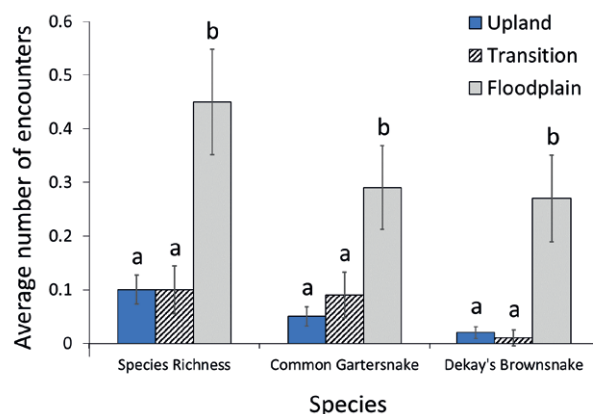 Average number of encounters
0.6
0.5
0.4
0.3
0.2
0.1
0
Upland
Transition
Floodplain
a a b
a a b
a a b
Species Richness Common Gartersnake Dekay's Brownsnake
Species